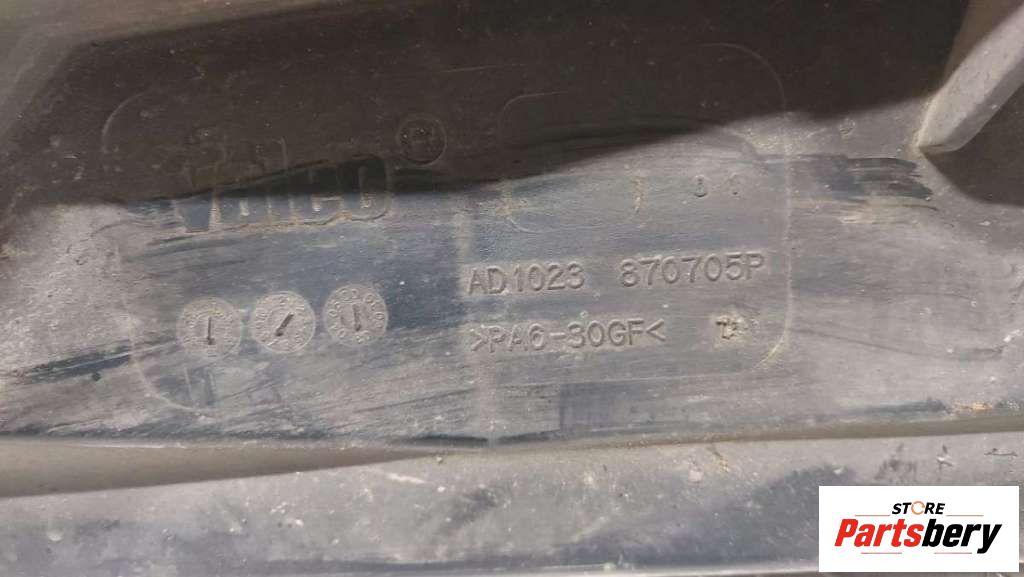 Valeo
AD1023 870705P
>PA6-30GF<
STORE
Partsbery